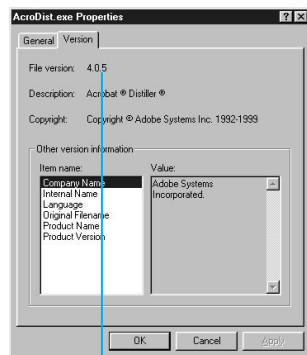 AcroDist.exe Properties
General Version
File version: 4.0.5
Description: Acrobat ® Distiller ®
Copyright: Copyright © Adobe Systems Inc. 1992-1999
Other version information
Item name: Value:
Company Name
Internal Name
Language
Original Filename
Product Name
Product Version
Adobe Systems
Incorporated.
OK Cancel Apply